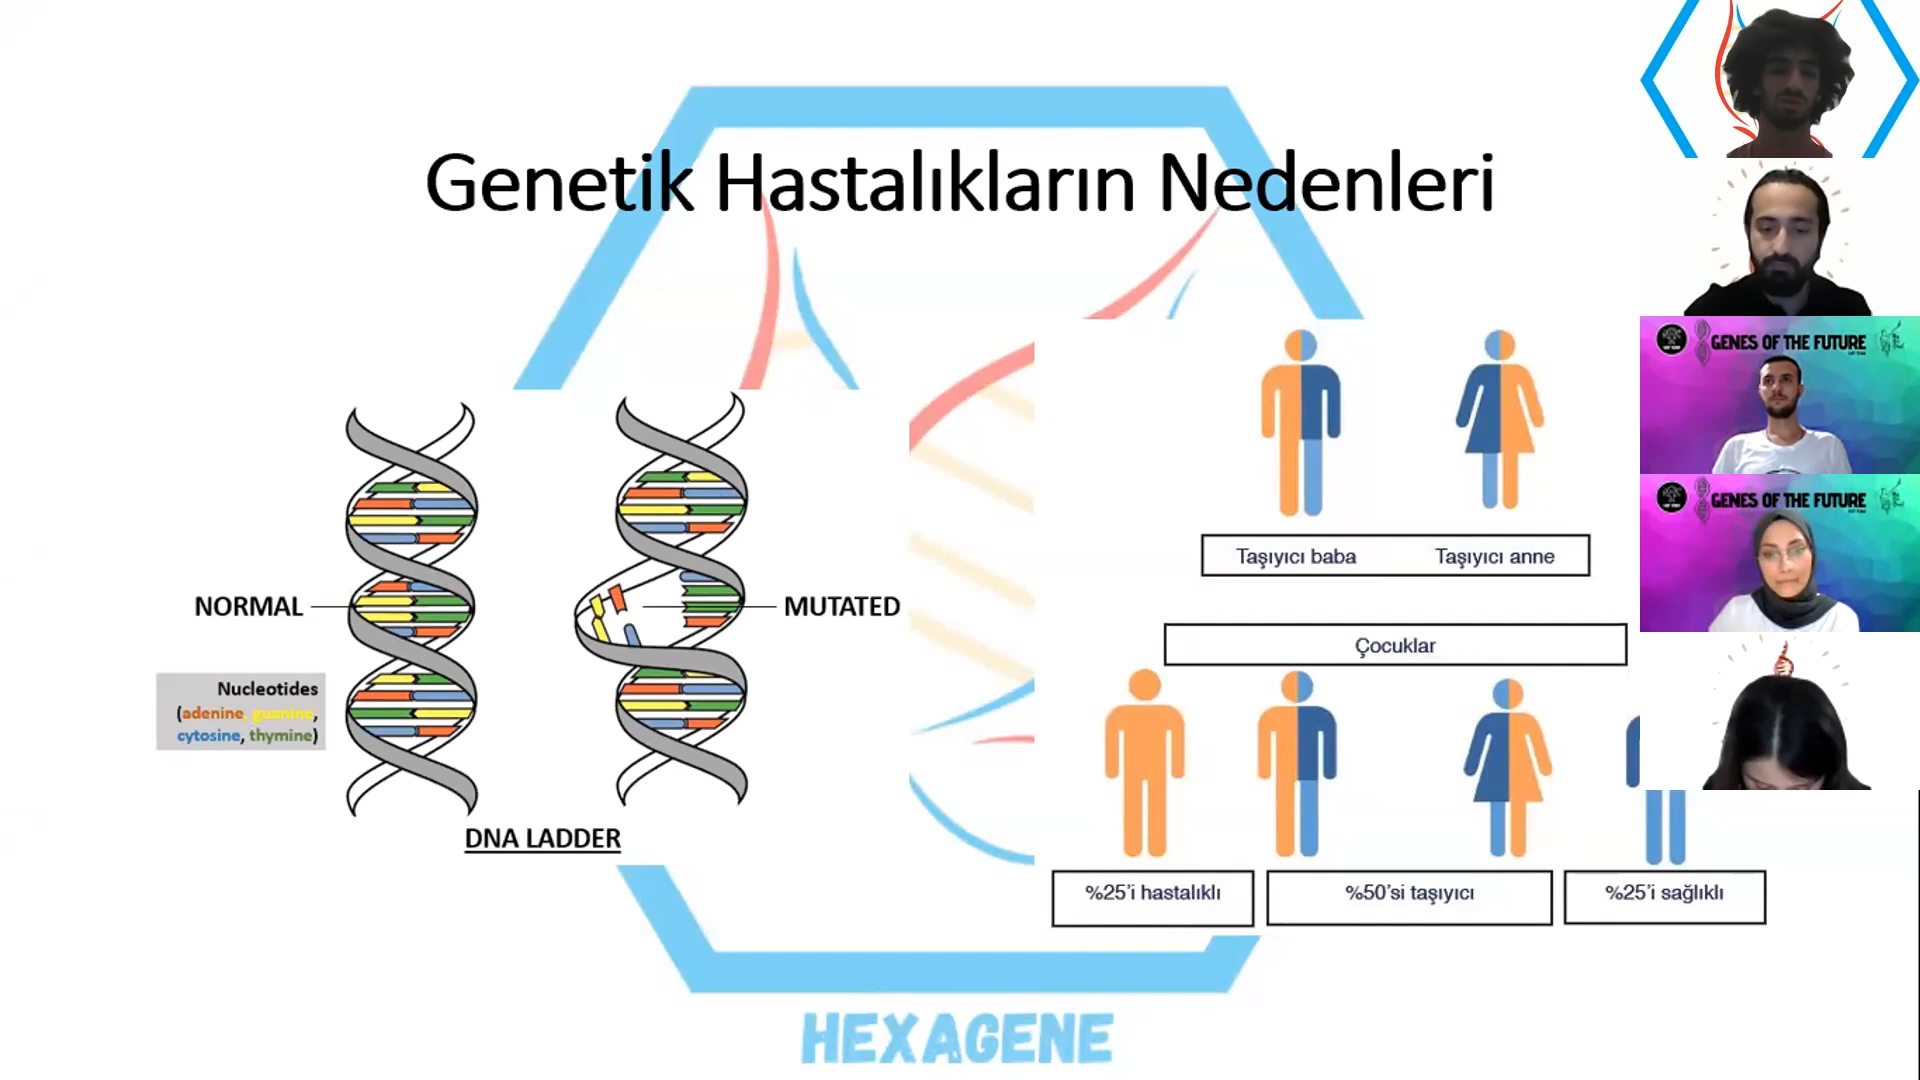 Genetik Hastalıkların Nedenleri
NORMAL
MUTATED
Nucleotides
(adenine, guanine,
cytosine, thymine)
DNA LADDER
Taşıyıcı baba
Taşıyıcı anne
Çocuklar
%25'i hastalıklı
%50'si taşıyıcı
%25'i sağlıklı
HEXAGENE
GENES OF THE FUTURE
GENES OF THE FUTURE